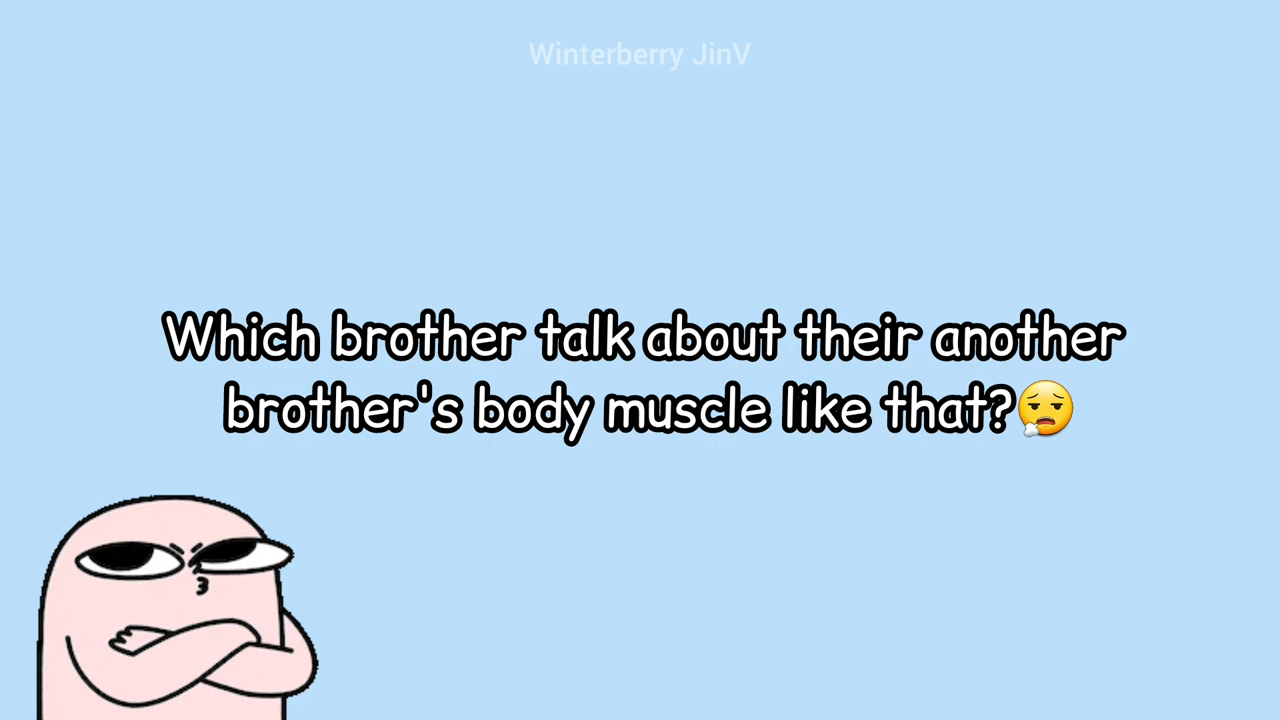 Winterberry JinV
Which brother talk about their another
brother's body muscle like that?😮‍💨